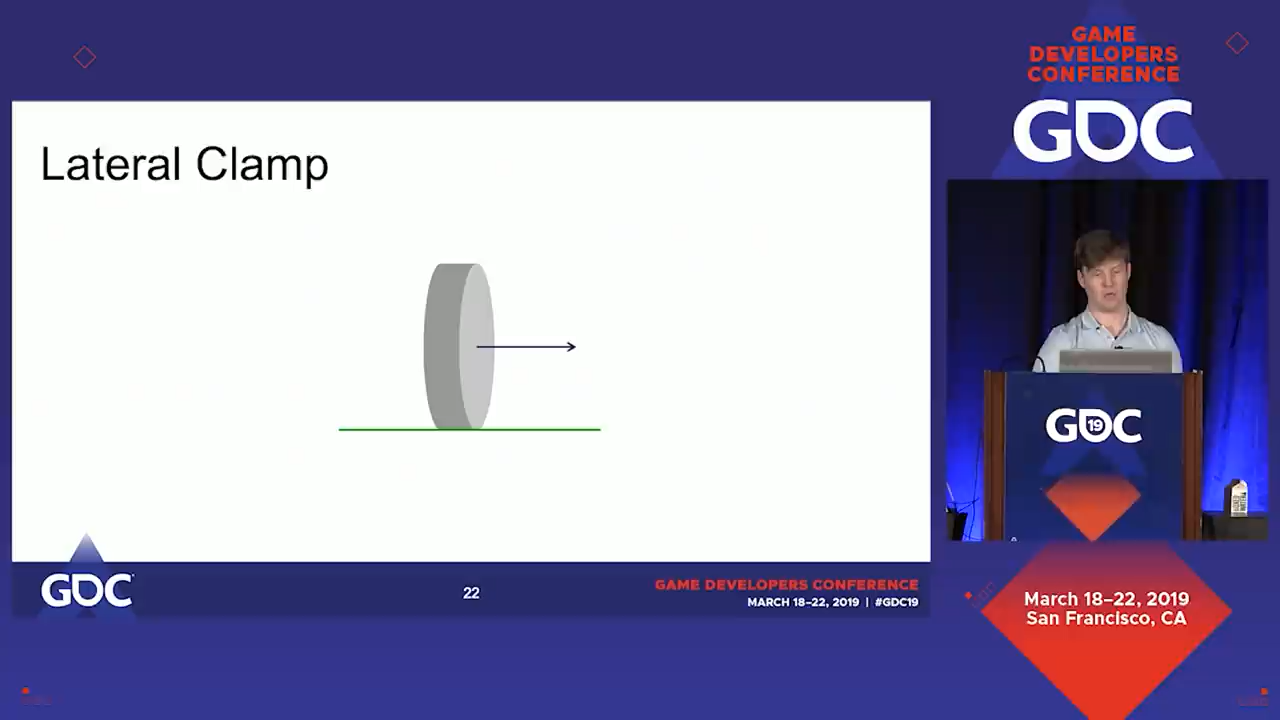 Lateral Clamp
GDC
22
GAME DEVELOPERS CONFERENCE
MARCH 18–22, 2019 | #GDC19
GAME
DEVELOPERS
CONFERENCE
GDC
GDC
19
March 18–22, 2019
San Francisco, CA